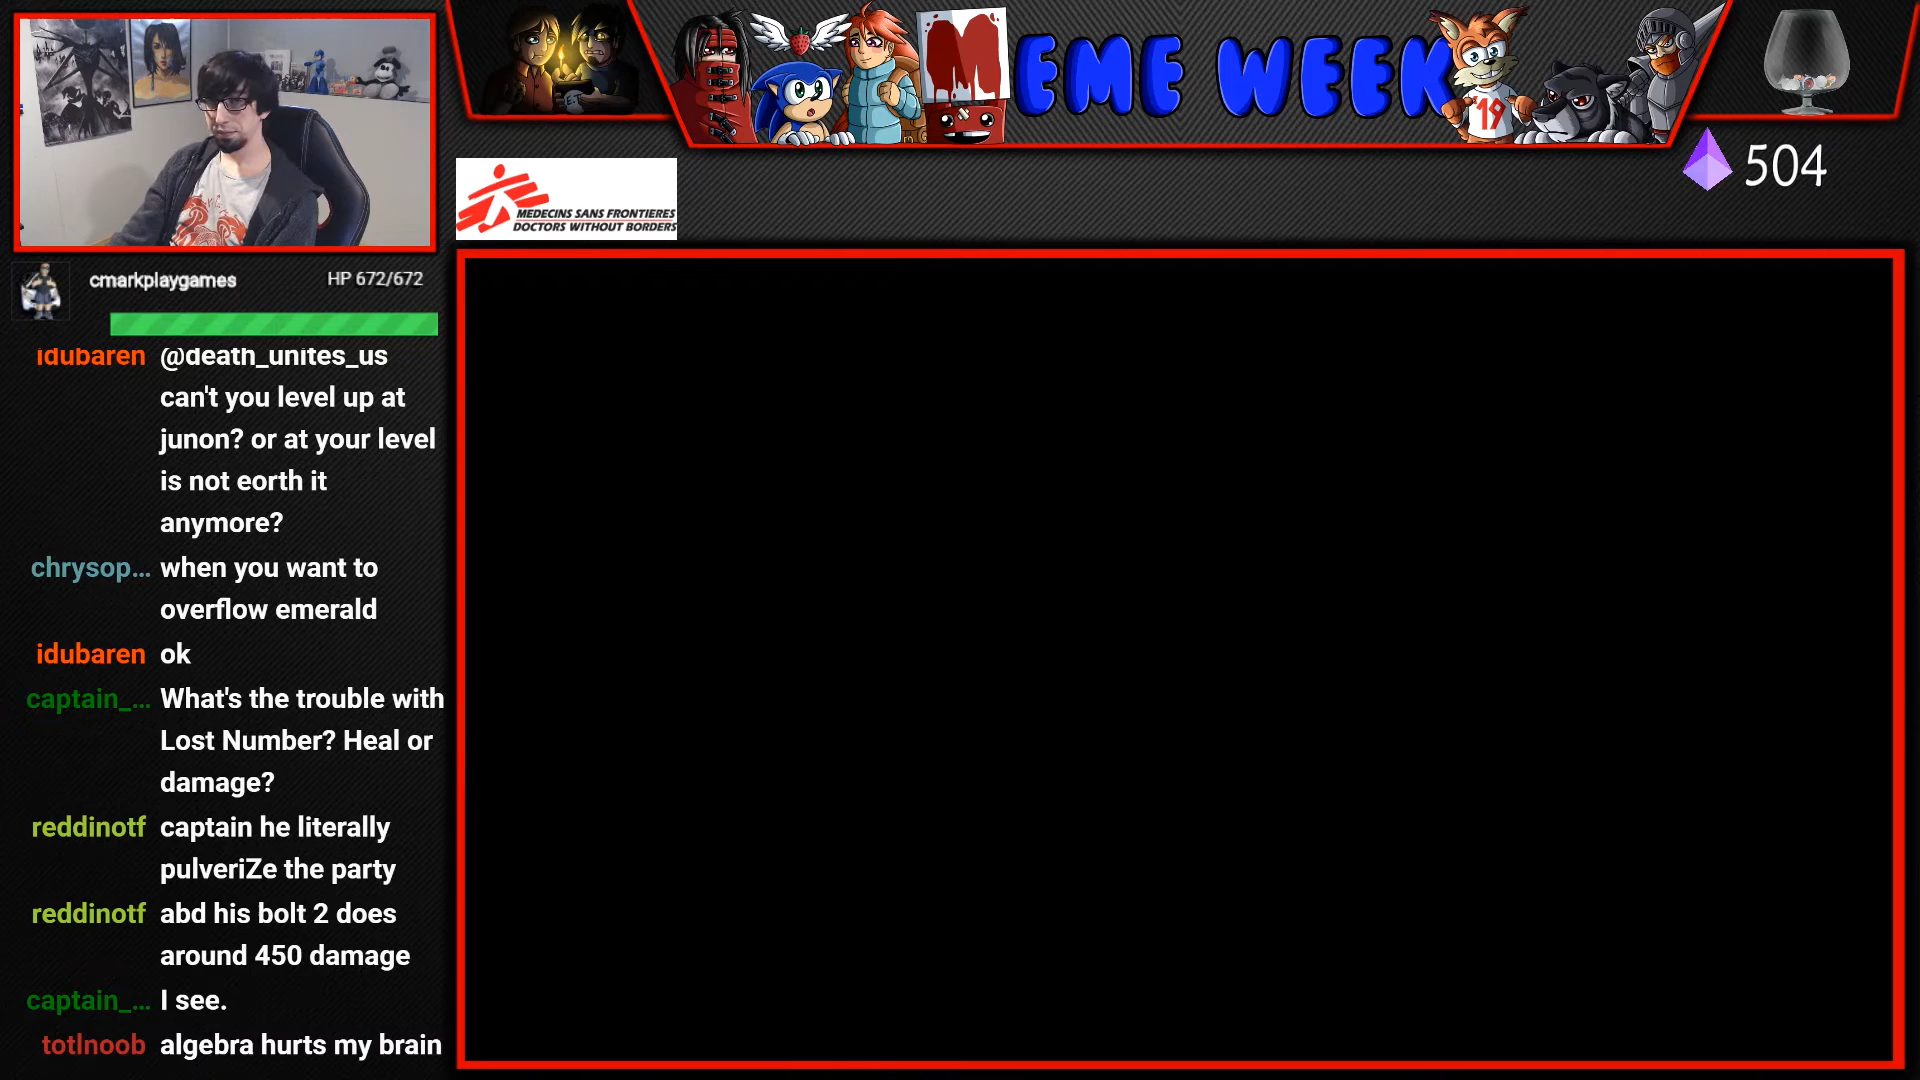 EME WEEK
19
504
MEDECINS SANS FRONTIERES
DOCTORS WITHOUT BORDERS
cmarkplaygames HP 672/672
idubaren @death_unites_us
can't you level up at
junon? or at your level
is not eorth it
anymore?
chrysop... when you want to
overflow emerald
idubaren ok
captain_... What's the trouble with
Lost Number? Heal or
damage?
reddinotf captain he literally
pulveriZe the party
reddinotf abd his bolt 2 does
around 450 damage
captain_... I see.
totlnoob algebra hurts my brain